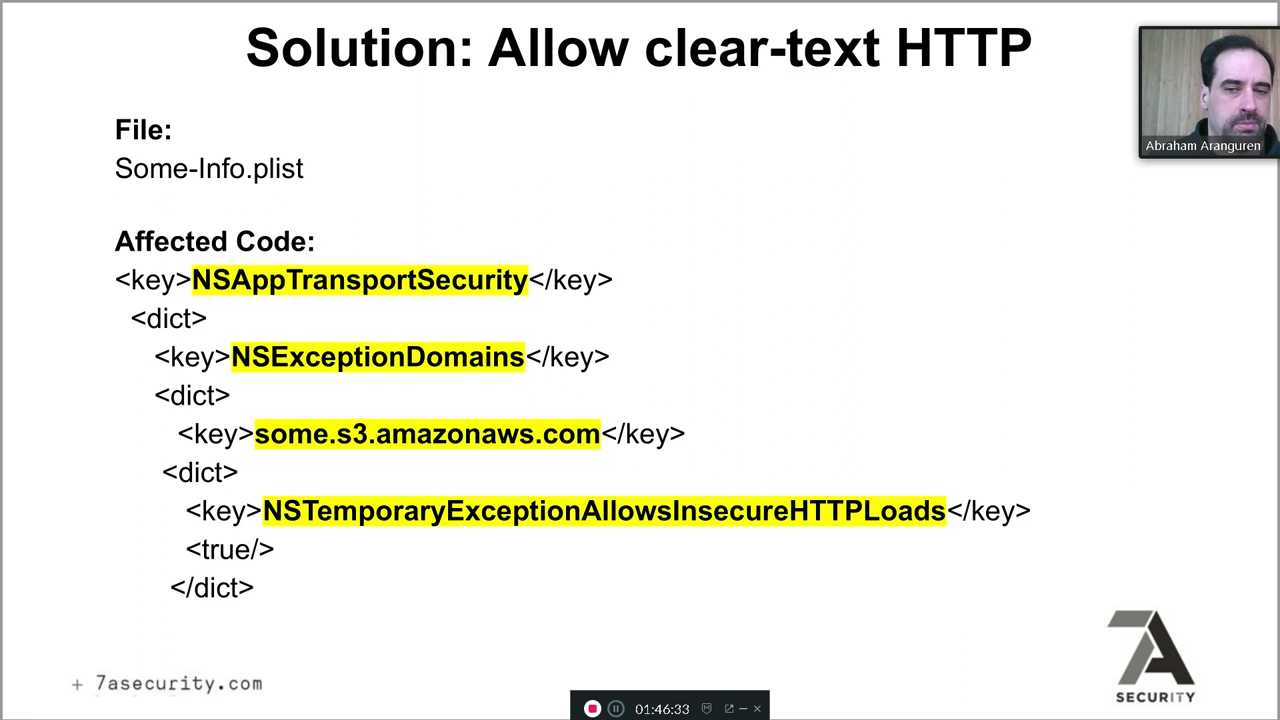 Solution: Allow clear-text HTTP
Abraham Aranguren
File:
Some-Info.plist
Affected Code:
<key>NSAppTransportSecurity</key>
<dict>
<key>NSExceptionDomains</key>
<dict>
<key>some.s3.amazonaws.com</key>
<dict>
<key>NSTemporaryExceptionAllowsInsecureHTTPLoads</key>
<true/>
</dict>
+ 7asecurity.com
7A
SECURITY
01:46:33